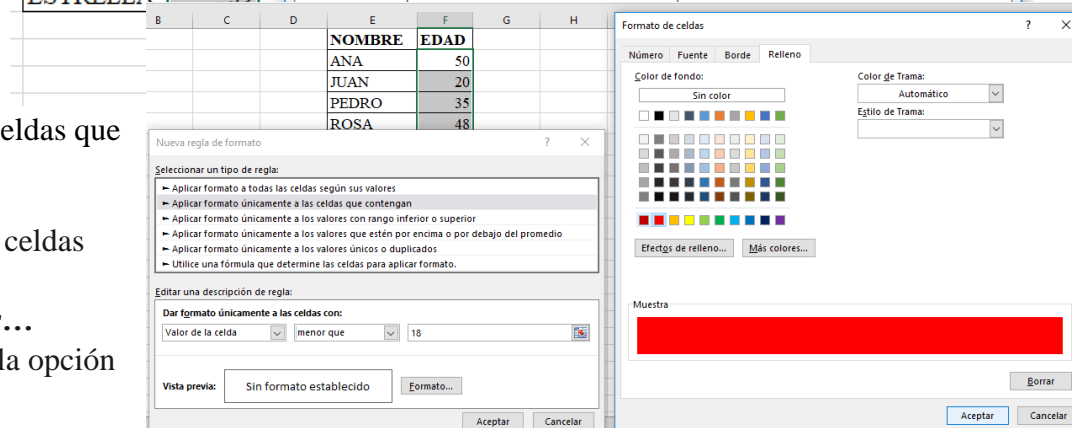 ESTRELLA
eldas que
celdas
...
la opción
B C D E F G H
NOMBRE EDAD
ANA 50
JUAN 20
PEDRO 35
ROSA 48
Nueva regla de formato ? ×
Seleccionar un tipo de regla:
► Aplicar formato a todas las celdas según sus valores
► Aplicar formato únicamente a las celdas que contengan
► Aplicar formato únicamente a los valores con rango inferior o superior
► Aplicar formato únicamente a los valores que estén por encima o por debajo del promedio
► Aplicar formato únicamente a los valores únicos o duplicados
► Utilice una fórmula que determine las celdas para aplicar formato.
Editar una descripción de regla:
Dar formato únicamente a las celdas con:
Valor de la celda menor que 18
Vista previa: Sin formato establecido Formato...
Aceptar Cancelar
Formato de celdas ? ×
Número Fuente Borde Relleno
Color de fondo:
Sin color
Color de Trama:
Automático
Estilo de Trama:
Efectos de relleno... Más colores...
Muestra
Borrar
Aceptar Cancelar